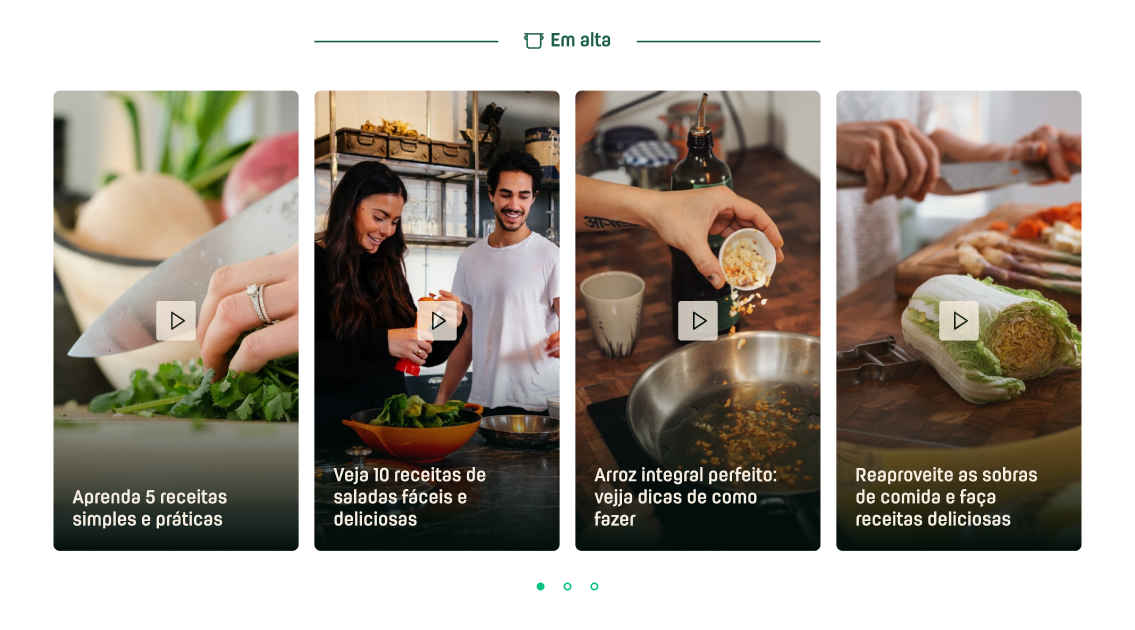 Em alta
Aprenda 5 receitas
simples e práticas
Veja 10 receitas de
saladas fáceis e
deliciosas
Arroz integral perfeito:
vejja dicas de como
fazer
Reaproveite as sobras
de comida e faça
receitas deliciosas